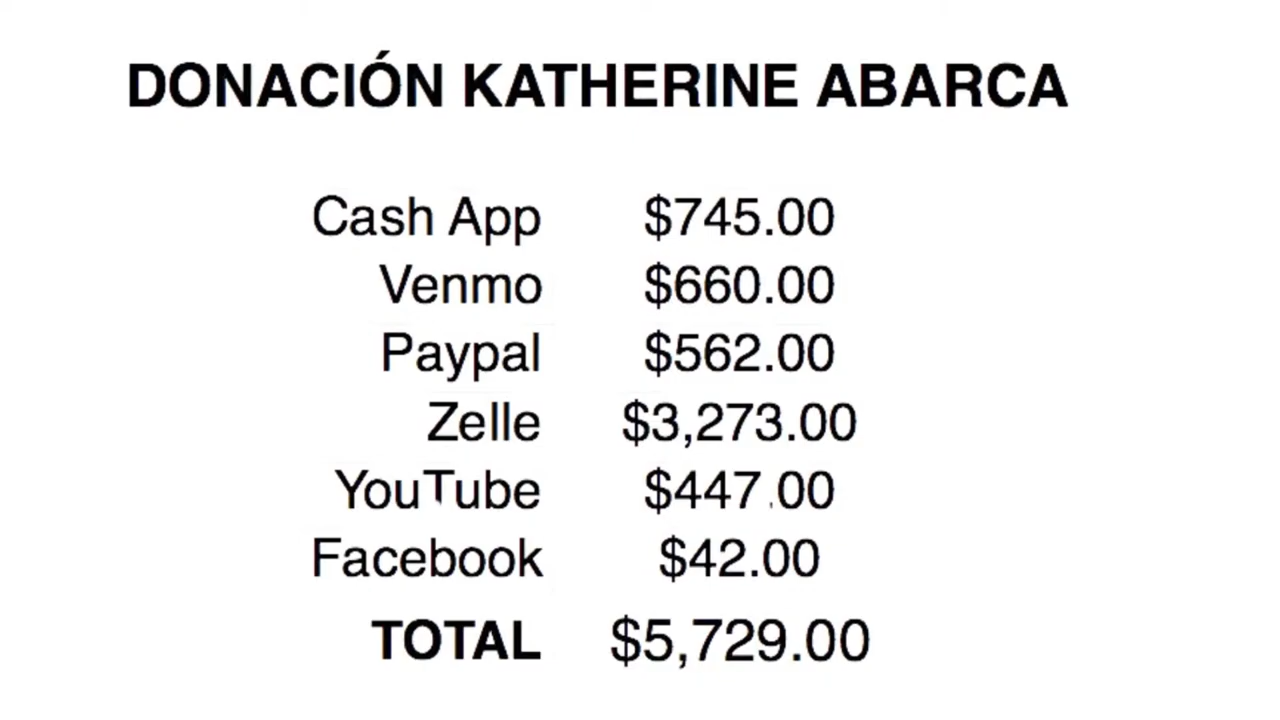 DONACIÓN KATHERINE ABARCA
Cash App $745.00
Venmo $660.00
Paypal $562.00
Zelle $3,273.00
YouTube $447.00
Facebook $42.00
TOTAL $5,729.00